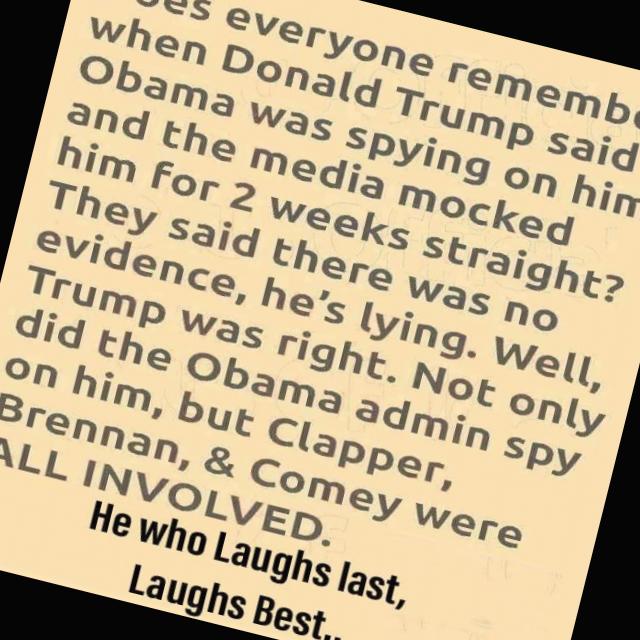 everyone
when Donald Trump said
Obama was spying on him
and the media mocked
him for 2 weeks straight?
They said there was no
evidence, he's lying. Well,
Trump was right. Not only
did the Obama admin spy
on him, but Clapper,
Brennan, & Comey were
ALL INVOLVED.
He who Laughs last,
Laughs Best..